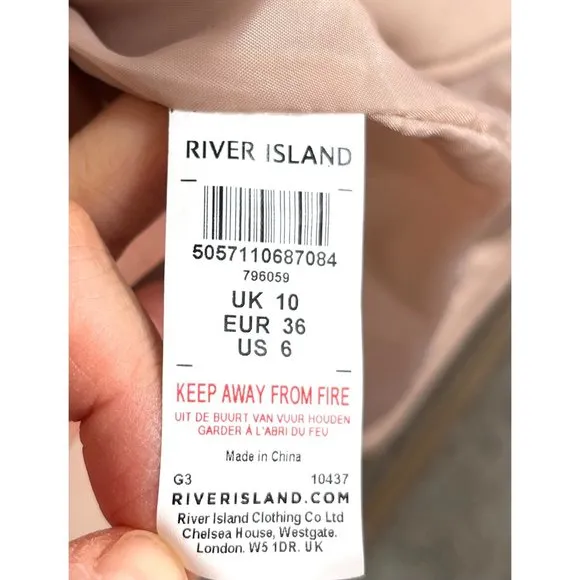 RIVER ISLAND
5057110687084
796059
UK 10
EUR 36
US 6
KEEP AWAY FROM FIRE
UIT DE BUURT VAN VUUR HOUDEN
GARDER À L'ABRI DU FEU
Made in China
G3 10437
RIVERISLAND.COM
River Island Clothing Co Ltd
Chelsea House, Westgate.
London. W5 1DR. UK